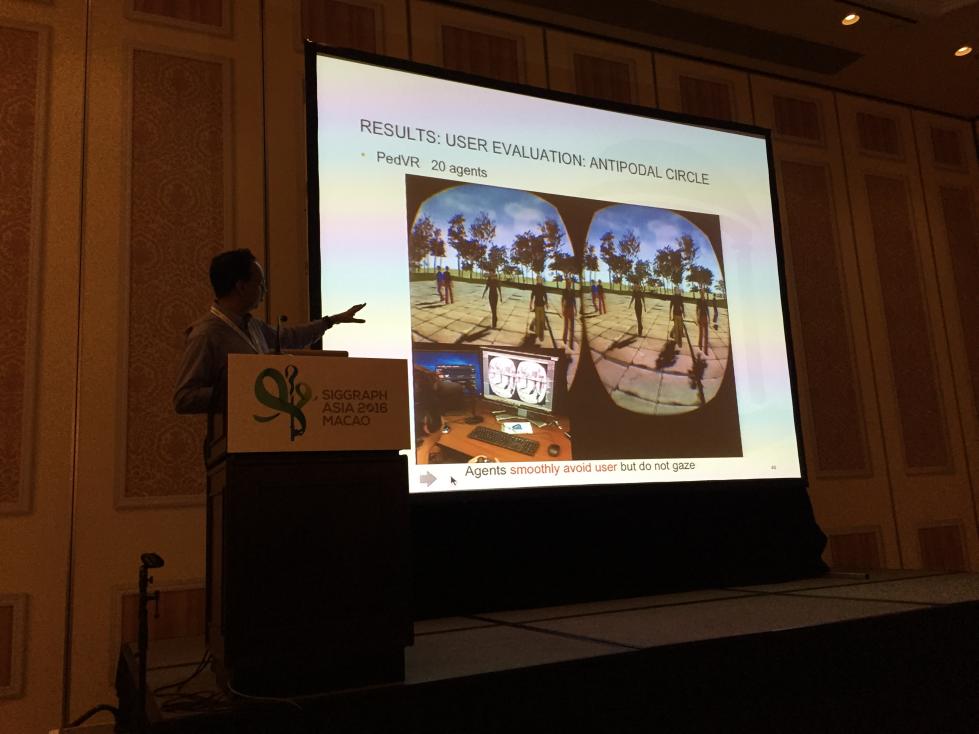 RESULTS: USER EVALUATION: ANTIPODAL CIRCLE
PedVR 20 agents
Agents smoothly avoid user but do not gaze
SIGGRAPH
ASIA 2016
MACAO